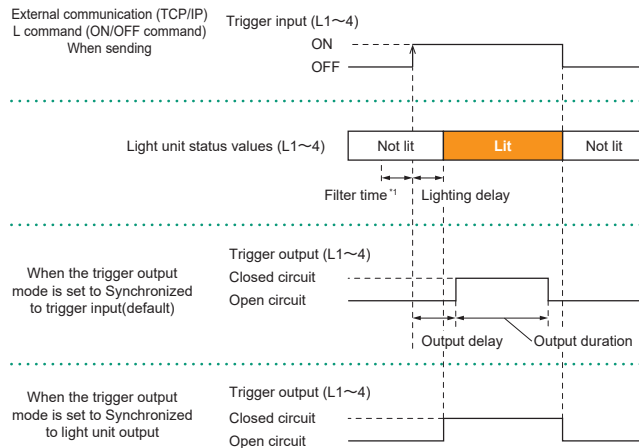 External communication (TCP/IP)
L command (ON/OFF command)
When sending
Trigger input (L1～4)
ON
OFF
Light unit status values (L1～4)
Not lit
Lit
Not lit
Filter time*1
Lighting delay
When the trigger output
mode is set to Synchronized
to trigger input(default)
Trigger output (L1～4)
Closed circuit
Open circuit
Output delay
Output duration
When the trigger output
mode is set to Synchronized
to light unit output
Trigger output (L1～4)
Closed circuit
Open circuit